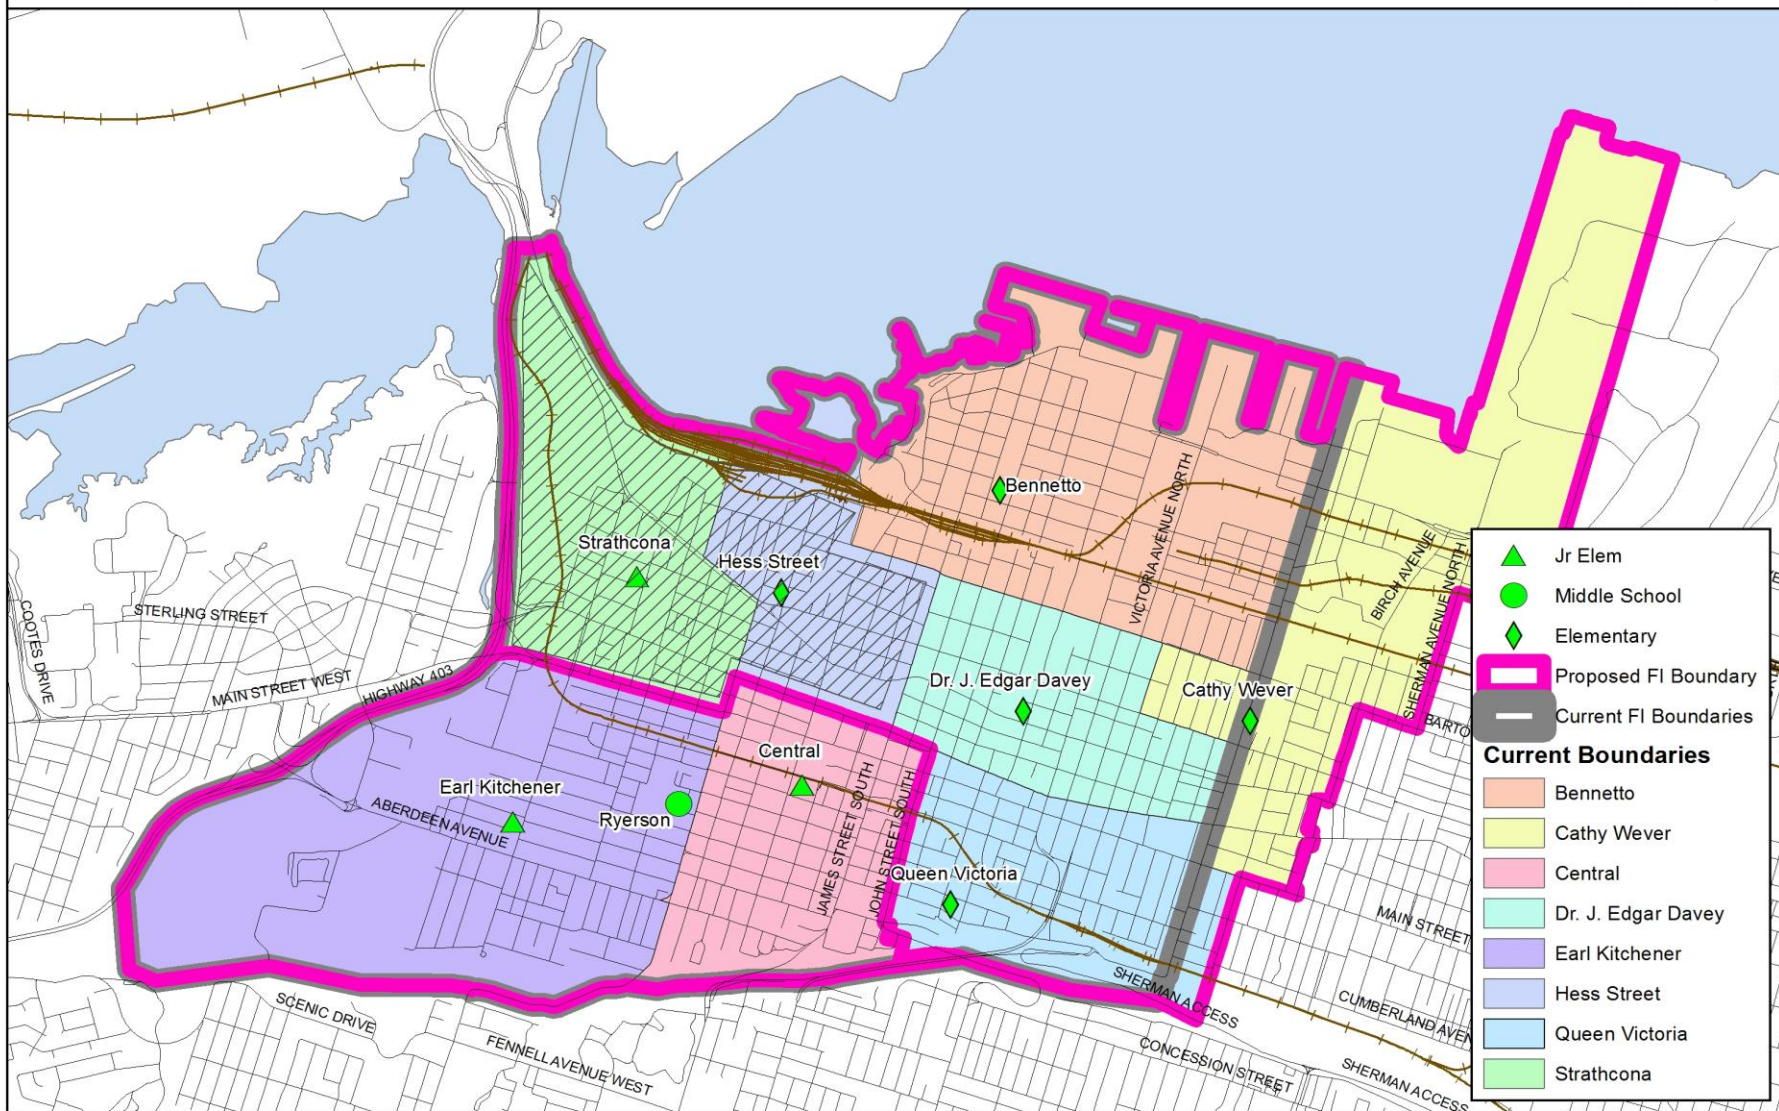 Bennetto
Strathcona
Hess Street
VICTORIA AVENUE NORTH
BIRCH AVENUE
SHERMAN AVENUE NORTH
COOTES DRIVE
STERLING STREET
MAIN STREET WEST
HIGHWAY 403
Dr. J. Edgar Davey
Cathy Wever
BARTO
Central
Earl Kitchener
Ryerson
ABERDEEN AVENUE
JAMES STREET SOUTH
JOHN STREET SOUTH
Queen Victoria
MAIN STREET
SHERMAN ACCESS
SCENIC DRIVE
FENNELL AVENUE WEST
CUMBERLAND AVEN
CONCESSION STREET
SHERMAN ACCESS
Jr Elem
Middle School
Elementary
Proposed FI Boundary
Current FI Boundaries
Current Boundaries
Bennetto
Cathy Wever
Central
Dr. J. Edgar Davey
Earl Kitchener
Hess Street
Queen Victoria
Strathcona